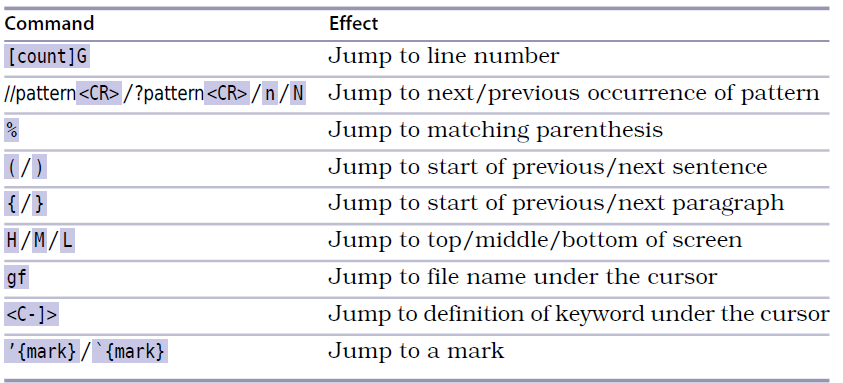 Command Effect
[count]G Jump to line number
//pattern<CR>/?pattern<CR>/n/N Jump to next/previous occurrence of pattern
% Jump to matching parenthesis
(/) Jump to start of previous/next sentence
{/} Jump to start of previous/next paragraph
H/M/L Jump to top/middle/bottom of screen
gf Jump to file name under the cursor
<C-]> Jump to definition of keyword under the cursor
’{mark}/`{mark} Jump to a mark